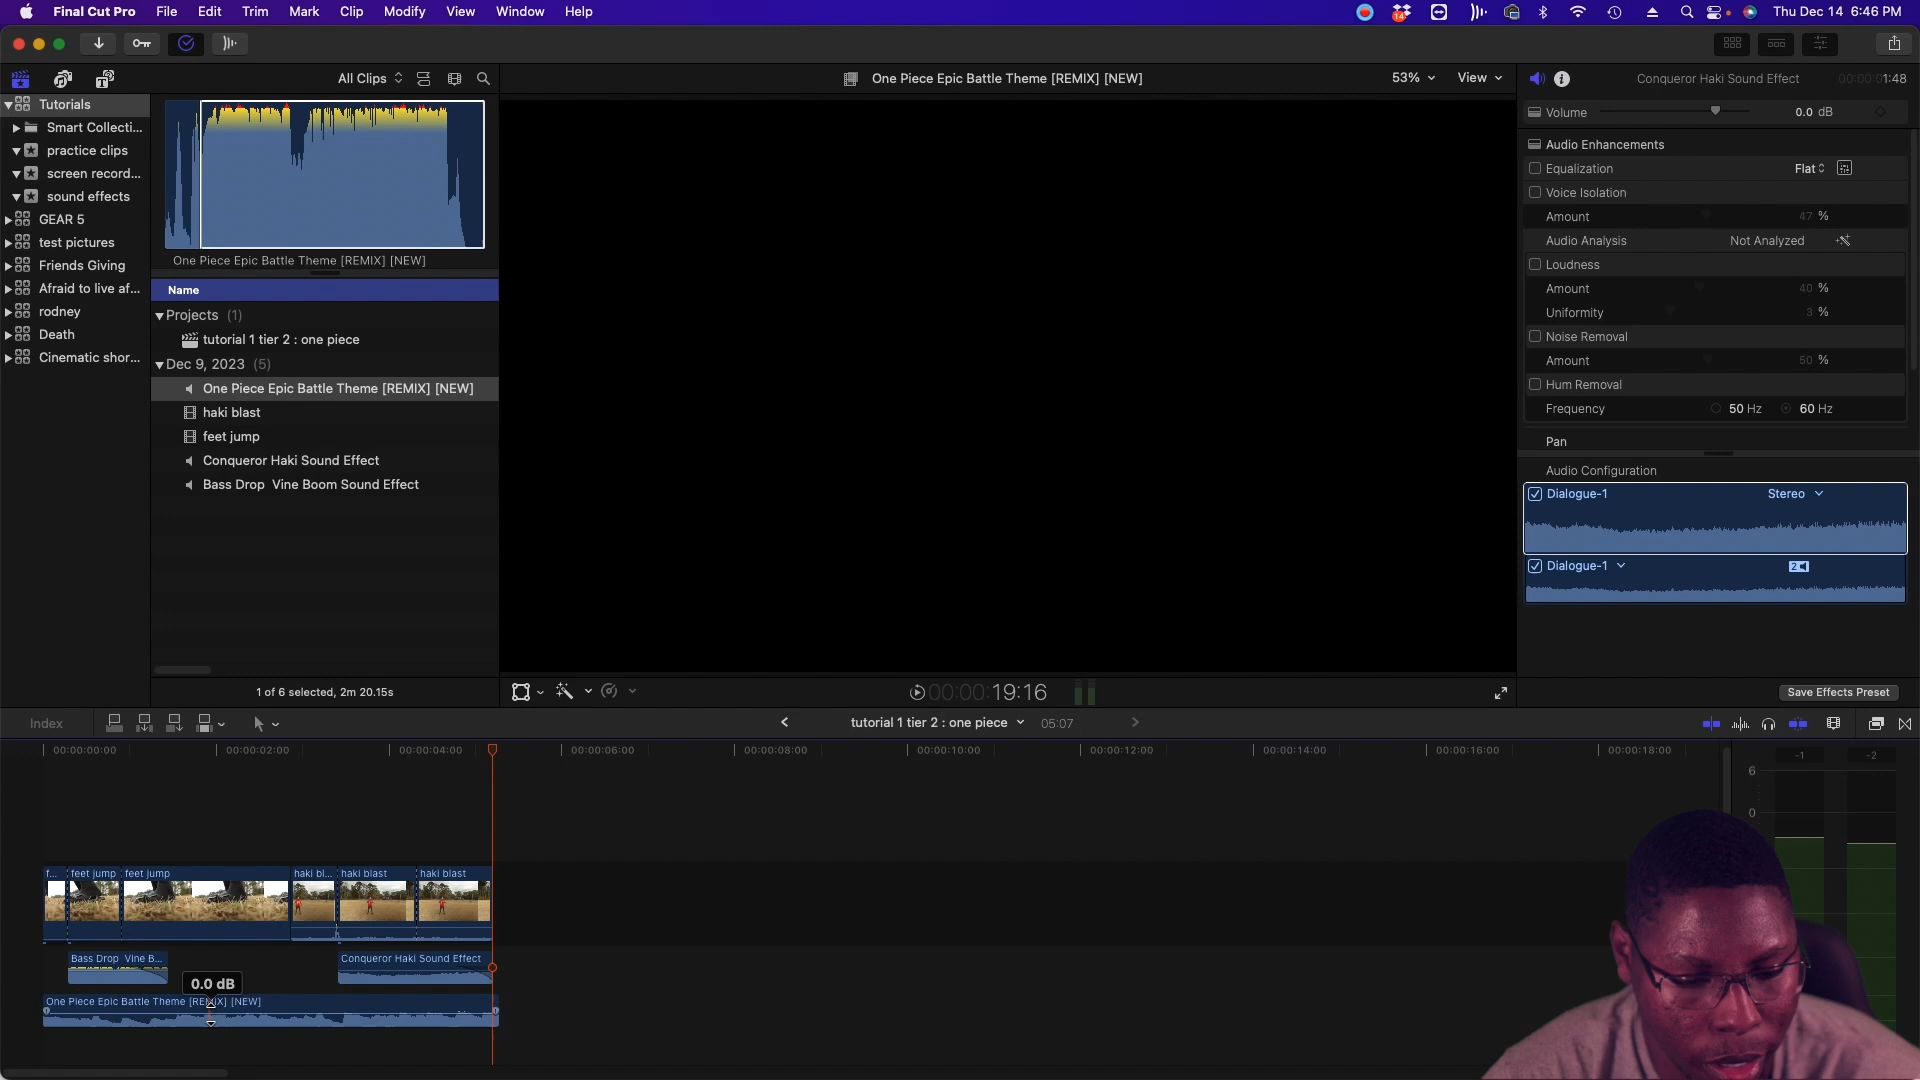 Final Cut Pro File Edit Trim Mark Clip Modify View Window Help
14
Thu Dec 14 6:46 PM
All Clips
One Piece Epic Battle Theme [REMIX] [NEW]
53%
View
Conqueror Haki Sound Effect
00:00:01:48
Tutorials
Smart Collecti...
practice clips
screen record...
sound effects
GEAR 5
test pictures
Friends Giving
Afraid to live af...
rodney
Death
Cinematic shor...
One Piece Epic Battle Theme [REMIX] [NEW]
Name
Projects (1)
tutorial 1 tier 2 : one piece
Dec 9, 2023 (5)
One Piece Epic Battle Theme [REMIX] [NEW]
haki blast
feet jump
Conqueror Haki Sound Effect
Bass Drop Vine Boom Sound Effect
1 of 6 selected, 2m 20.15s
00:00:00:19:16
Volume 0.0 dB
Audio Enhancements
Equalization Flat
Voice Isolation
Amount 47 %
Audio Analysis Not Analyzed
Loudness
Amount 40 %
Uniformity 3 %
Noise Removal
Amount 50 %
Hum Removal
Frequency 50 Hz 60 Hz
Pan
Audio Configuration
Dialogue-1 Stereo
Dialogue-1 2
Save Effects Preset
Index
tutorial 1 tier 2 : one piece 05:07
00:00:00:00 00:00:02:00 00:00:04:00 00:00:06:00 00:00:08:00 00:00:10:00 00:00:12:00 00:00:14:00 00:00:16:00 00:00:18:00
-1 -2
6
0
f... feet jump feet jump haki bl... haki blast haki blast
Bass Drop Vine B... Conqueror Haki Sound Effect
0.0 dB
One Piece Epic Battle Theme [REMIX] [NEW]